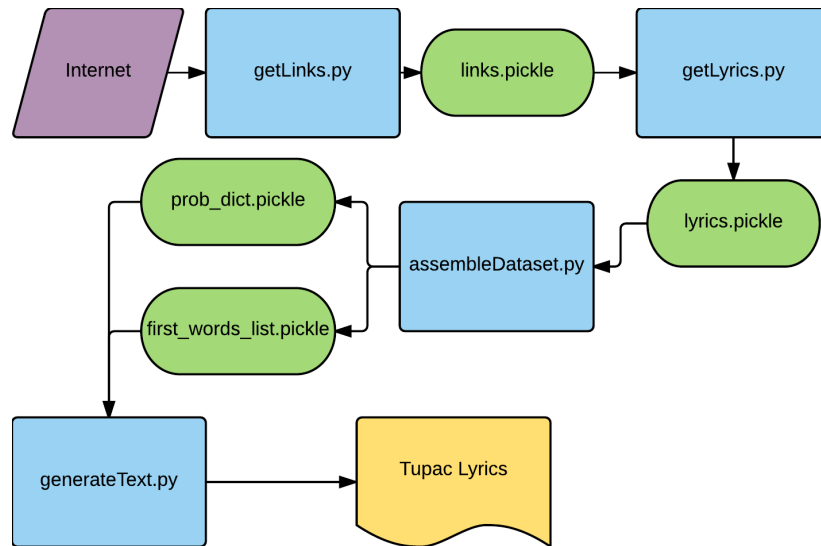 Internet
getLinks.py
links.pickle
getLyrics.py
prob_dict.pickle
lyrics.pickle
assembleDataset.py
first_words_list.pickle
generateText.py
Tupac Lyrics